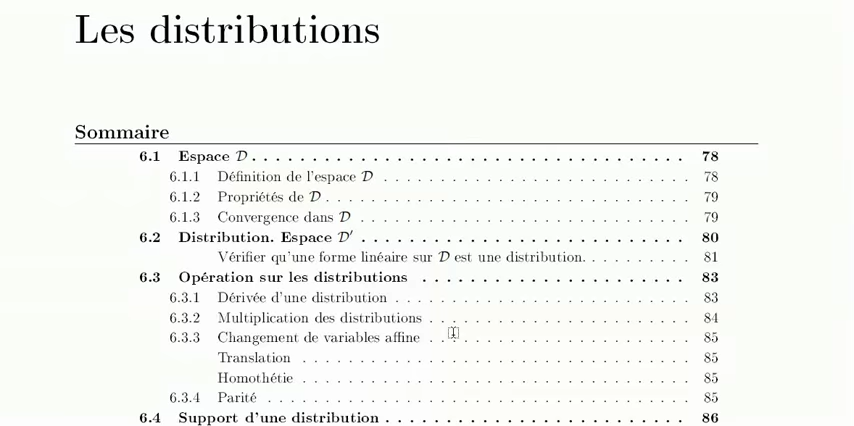 Les distributions
Sommaire
6.1 Espace 𝒟 . . . . . . . . . . . . . . . . . . . . . . . . . . . . . . . . . . . 78
6.1.1 Définition de l'espace 𝒟 . . . . . . . . . . . . . . . . . . . . . . . . . 78
6.1.2 Propriétés de 𝒟 . . . . . . . . . . . . . . . . . . . . . . . . . . . . . 79
6.1.3 Convergence dans 𝒟 . . . . . . . . . . . . . . . . . . . . . . . . . . 79
6.2 Distribution. Espace 𝒟′ . . . . . . . . . . . . . . . . . . . . . . . . . . 80
Vérifier qu'une forme linéaire sur 𝒟 est une distribution. . . . . . . . . . 81
6.3 Opération sur les distributions . . . . . . . . . . . . . . . . . . . . . . 83
6.3.1 Dérivée d'une distribution . . . . . . . . . . . . . . . . . . . . . . . . 83
6.3.2 Multiplication des distributions . . . . . . . . . . . . . . . . . . . . . 84
6.3.3 Changement de variables affine . . . . . . . . . . . . . . . . . . . . . 85
Translation . . . . . . . . . . . . . . . . . . . . . . . . . . . . . . . 85
Homothétie . . . . . . . . . . . . . . . . . . . . . . . . . . . . . . . 85
6.3.4 Parité . . . . . . . . . . . . . . . . . . . . . . . . . . . . . . . . . 85
6.4 Support d'une distribution . . . . . . . . . . . . . . . . . . . . . . . . 86